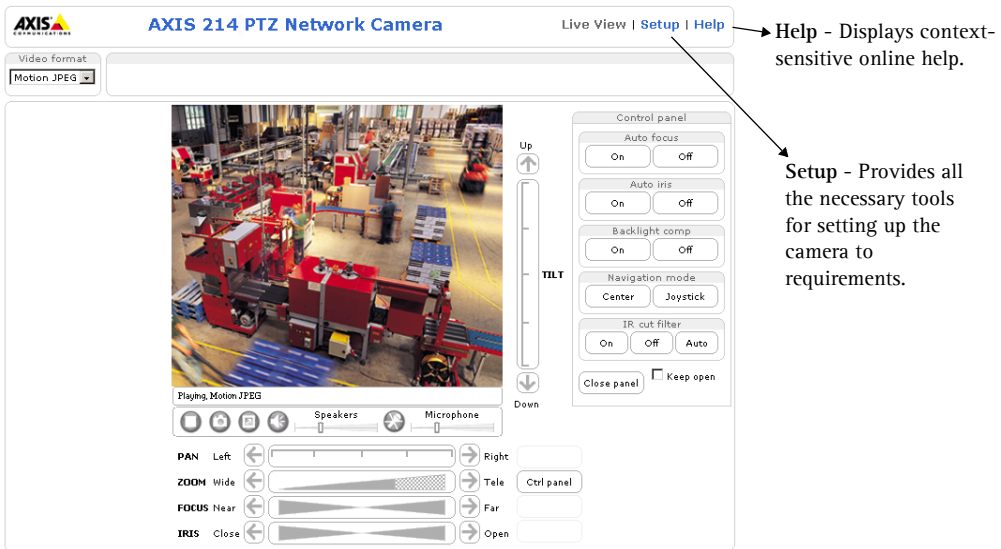 AXIS
COMMUNICATIONS
AXIS 214 PTZ Network Camera
Live View | Setup | Help
Help - Displays context-
sensitive online help.
Video format
Motion JPEG
Control panel
Auto focus
On Off
Auto iris
On Off
Backlight comp
On Off
Navigation mode
Center Joystick
IR cut filter
On Off Auto
Close panel Keep open
Setup - Provides all
the necessary tools
for setting up the
camera to
requirements.
Up
TILT
Down
Playing, Motion JPEG
Speakers Microphone
PAN Left Right
ZOOM Wide Tele Ctrl panel
FOCUS Near Far
IRIS Close Open